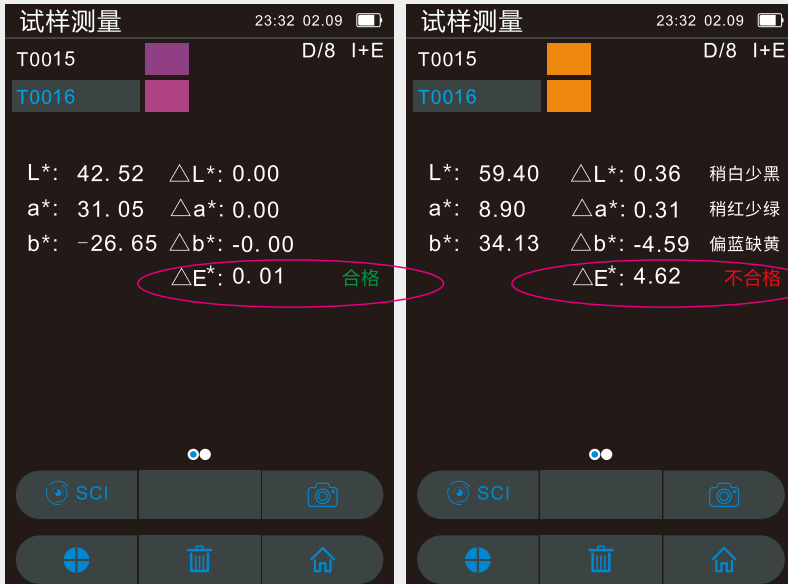 试样测量 23:32 02.09
T0015 D/8 I+E
T0016
L*: 42.52 △L*: 0.00
a*: 31.05 △a*: 0.00
b*: -26.65 △b*: -0.00
△E*: 0.01 合格
SCI
试样测量 23:32 02.09
T0015 D/8 I+E
T0016
L*: 59.40 △L*: 0.36 稍白少黑
a*: 8.90 △a*: 0.31 稍红少绿
b*: 34.13 △b*: -4.59 偏蓝缺黄
△E*: 4.62 不合格
SCI